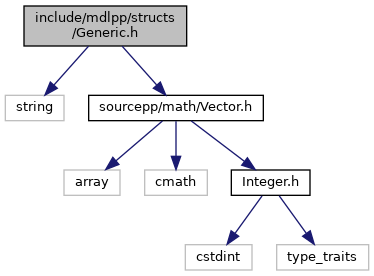 include/mdlpp/structs
/Generic.h
string
sourcepp/math/Vector.h
array
cmath
Integer.h
cstdint
type_traits